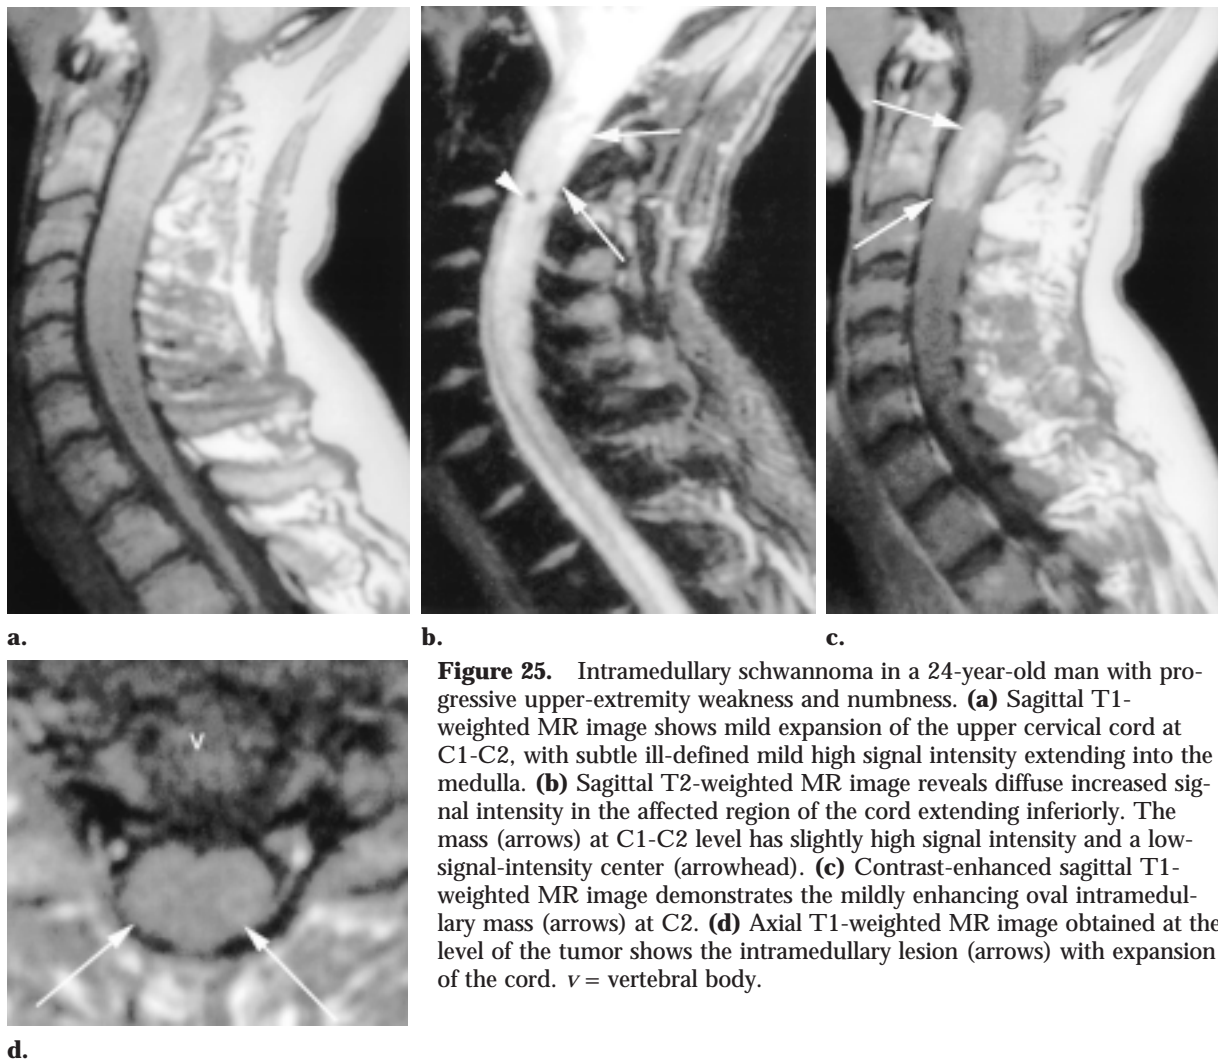 a.
b.
c.
v
Figure 25. Intramedullary schwannoma in a 24-year-old man with pro-
gressive upper-extremity weakness and numbness. (a) Sagittal T1-
weighted MR image shows mild expansion of the upper cervical cord at
C1-C2, with subtle ill-defined mild high signal intensity extending into the
medulla. (b) Sagittal T2-weighted MR image reveals diffuse increased sig-
nal intensity in the affected region of the cord extending inferiorly. The
mass (arrows) at C1-C2 level has slightly high signal intensity and a low-
signal-intensity center (arrowhead). (c) Contrast-enhanced sagittal T1-
weighted MR image demonstrates the mildly enhancing oval intramedul-
lary mass (arrows) at C2. (d) Axial T1-weighted MR image obtained at the
level of the tumor shows the intramedullary lesion (arrows) with expansion
of the cord. v = vertebral body.
d.